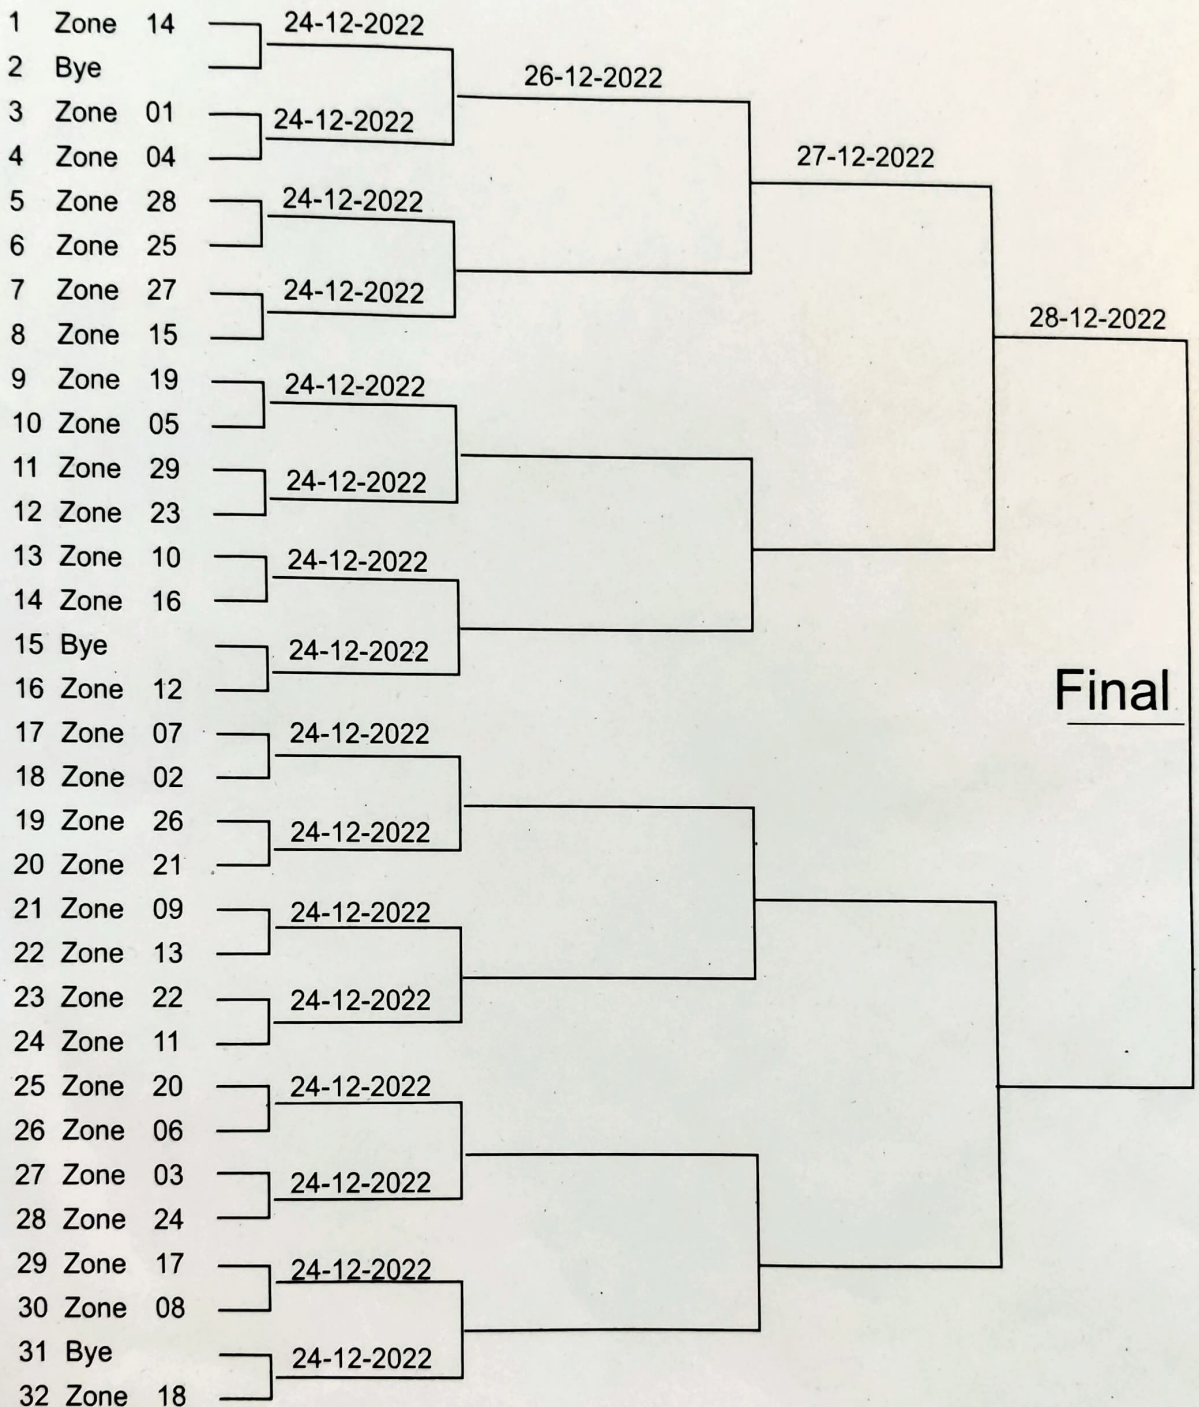 1 Zone 14
24-12-2022
2 Bye
26-12-2022
3 Zone 01
24-12-2022
4 Zone 04
27-12-2022
5 Zone 28
24-12-2022
6 Zone 25
7 Zone 27
24-12-2022
8 Zone 15
28-12-2022
9 Zone 19
24-12-2022
10 Zone 05
11 Zone 29
24-12-2022
12 Zone 23
13 Zone 10
24-12-2022
14 Zone 16
15 Bye
24-12-2022
16 Zone 12
Final
17 Zone 07
24-12-2022
18 Zone 02
19 Zone 26
24-12-2022
20 Zone 21
21 Zone 09
24-12-2022
22 Zone 13
23 Zone 22
24-12-2022
24 Zone 11
25 Zone 20
24-12-2022
26 Zone 06
27 Zone 03
24-12-2022
28 Zone 24
29 Zone 17
24-12-2022
30 Zone 08
31 Bye
24-12-2022
32 Zone 18